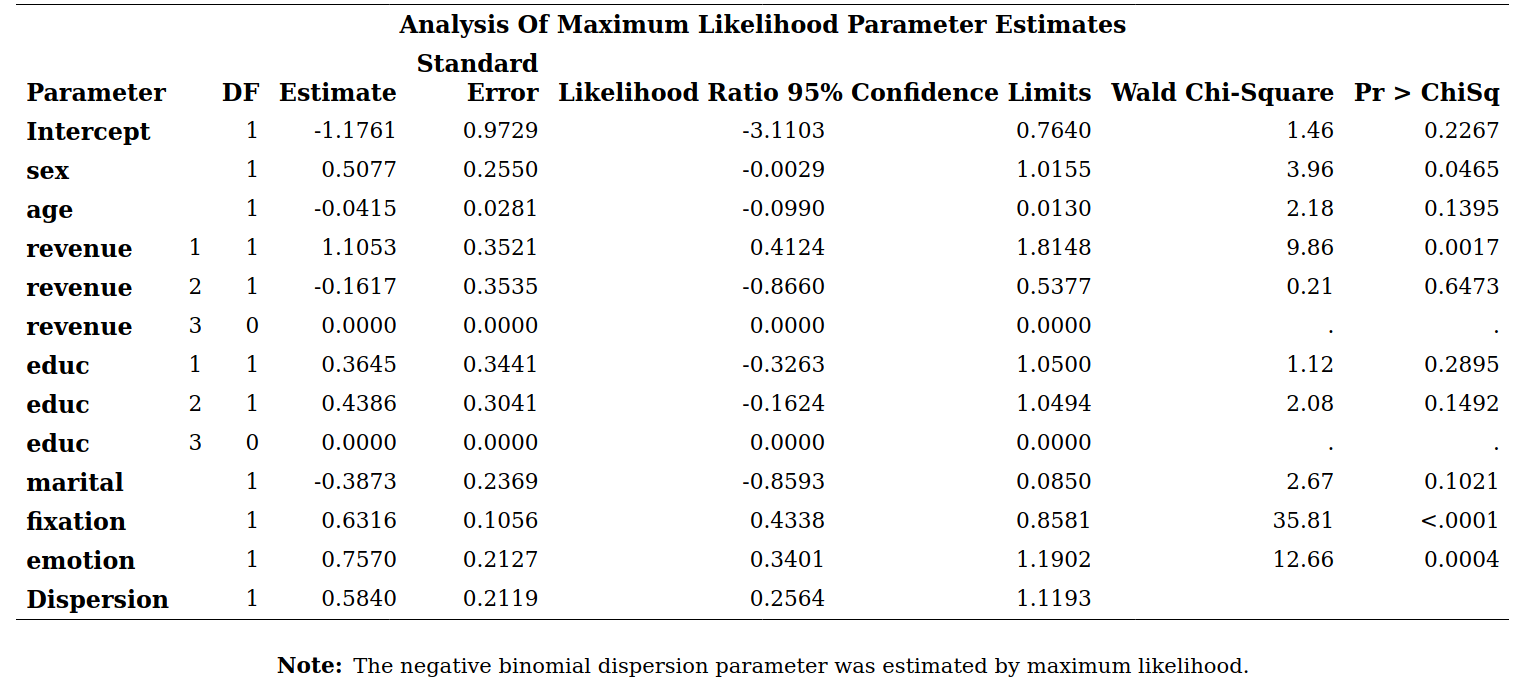 Analysis Of Maximum Likelihood Parameter Estimates
Standard
Parameter DF Estimate Error Likelihood Ratio 95% Confidence Limits Wald Chi-Square Pr > ChiSq
Intercept 1 -1.1761 0.9729 -3.1103 0.7640 1.46 0.2267
sex 1 0.5077 0.2550 -0.0029 1.0155 3.96 0.0465
age 1 -0.0415 0.0281 -0.0990 0.0130 2.18 0.1395
revenue 1 1 1.1053 0.3521 0.4124 1.8148 9.86 0.0017
revenue 2 1 -0.1617 0.3535 -0.8660 0.5377 0.21 0.6473
revenue 3 0 0.0000 0.0000 0.0000 0.0000 . .
educ 1 1 0.3645 0.3441 -0.3263 1.0500 1.12 0.2895
educ 2 1 0.4386 0.3041 -0.1624 1.0494 2.08 0.1492
educ 3 0 0.0000 0.0000 0.0000 0.0000 . .
marital 1 -0.3873 0.2369 -0.8593 0.0850 2.67 0.1021
fixation 1 0.6316 0.1056 0.4338 0.8581 35.81 <.0001
emotion 1 0.7570 0.2127 0.3401 1.1902 12.66 0.0004
Dispersion 1 0.5840 0.2119 0.2564 1.1193
Note: The negative binomial dispersion parameter was estimated by maximum likelihood.